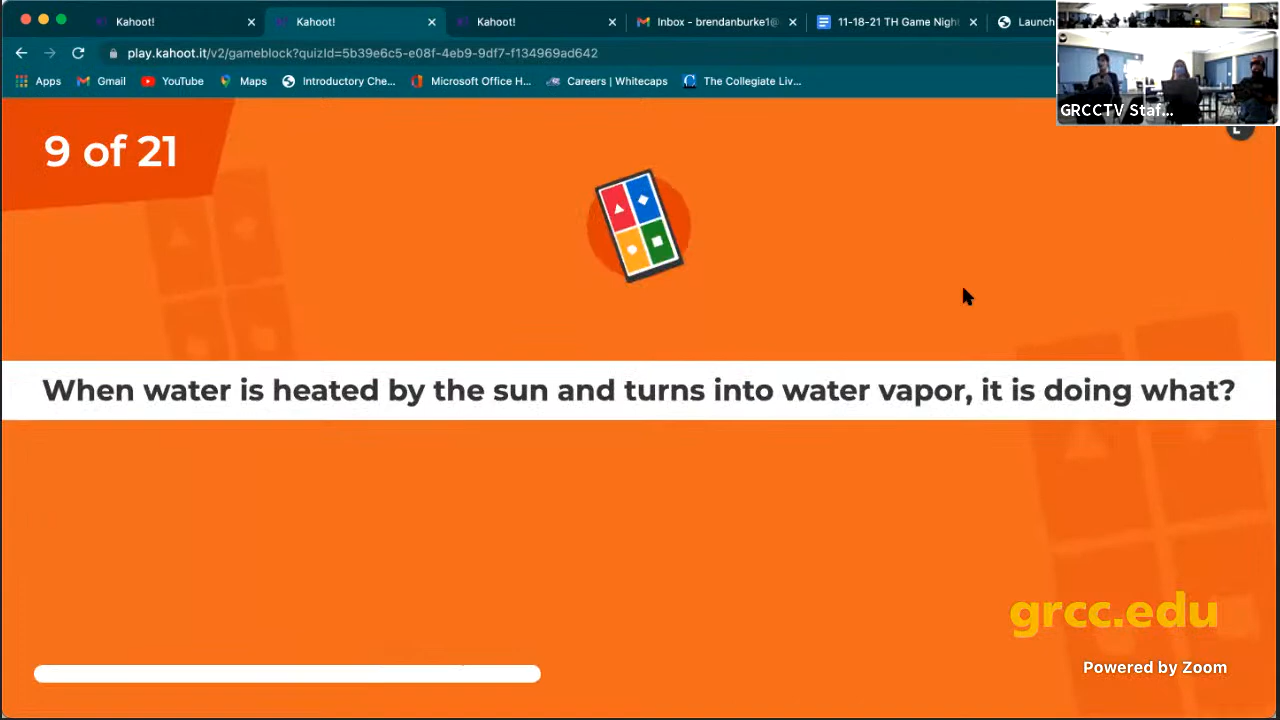 Kahoot!
Kahoot!
Kahoot!
Inbox - brendanburke1@
11-18-21 TH Game Night
Launch
play.kahoot.it/v2/gameblock?quizId=5b39e6c5-e08f-4eb9-9df7-f134969ad642
Apps
Gmail
YouTube
Maps
Introductory Che...
Microsoft Office H...
Careers | Whitecaps
The Collegiate Liv...
GRCCTV Staf...
9 of 21
When water is heated by the sun and turns into water vapor, it is doing what?
grcc.edu
Powered by Zoom